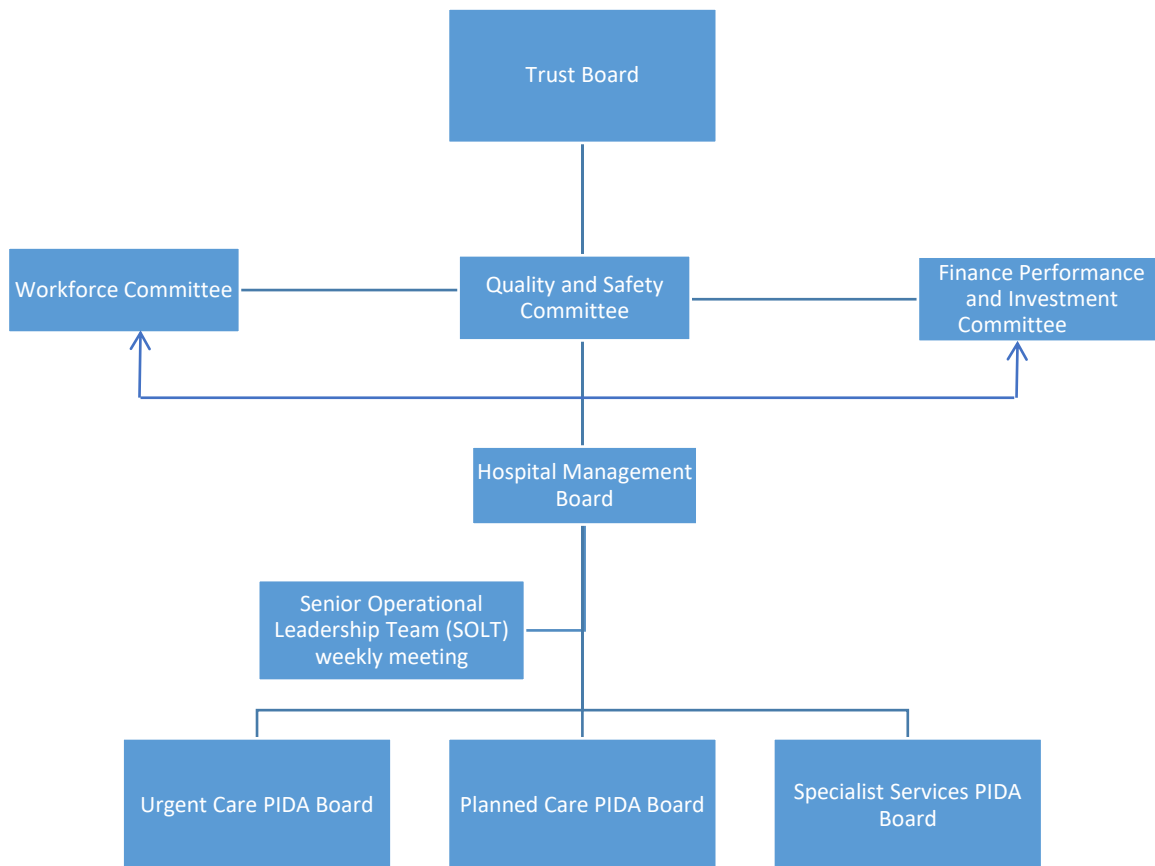 Trust Board
Workforce Committee
Quality and Safety
Committee
Finance Performance
and Investment
Committee
Hospital Management
Board
Senior Operational
Leadership Team (SOLT)
weekly meeting
Urgent Care PIDA Board
Planned Care PIDA Board
Specialist Services PIDA
Board